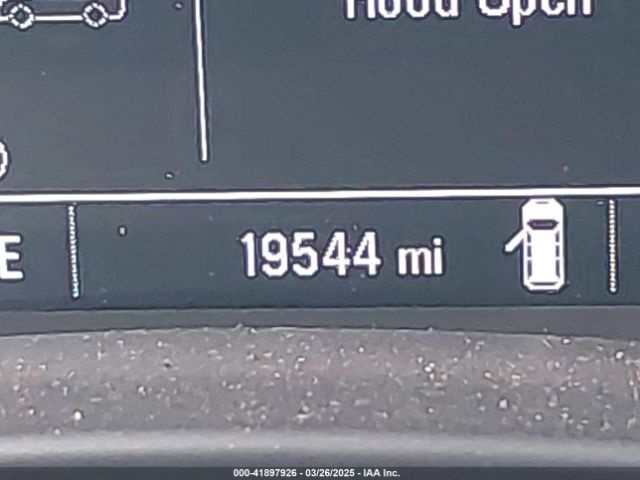 Hood Open
E
19544 mi
000-41897926 - 03/26/2025 - IAA Inc.